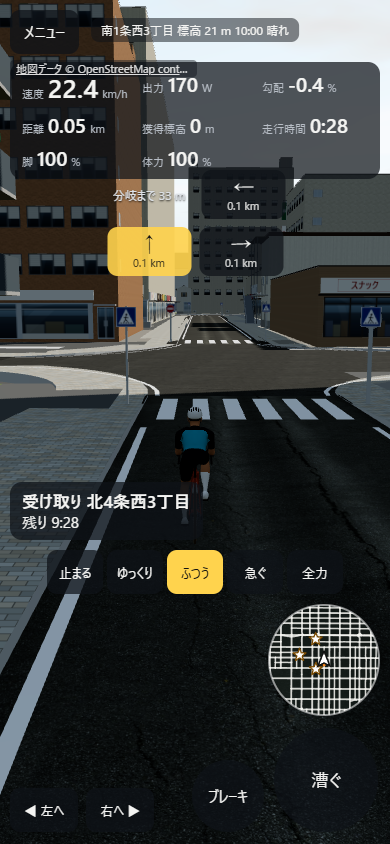 メニュー
南1条西3丁目 標高 21 m 10:00 晴れ
地図データ © OpenStreetMap cont...
速度 22.4 km/h
出力 170 W
勾配 -0.4 %
距離 0.05 km
獲得標高 0 m
走行時間 0:28
脚 100 %
体力 100 %
分岐まで 33 m
←
0.1 km
↑
0.1 km
→
0.1 km
スナック
受け取り 北4条西3丁目
残り 9:28
止まる
ゆっくり
ふつう
急ぐ
全力
漕ぐ
ブレーキ
◀ 左へ
右へ ▶